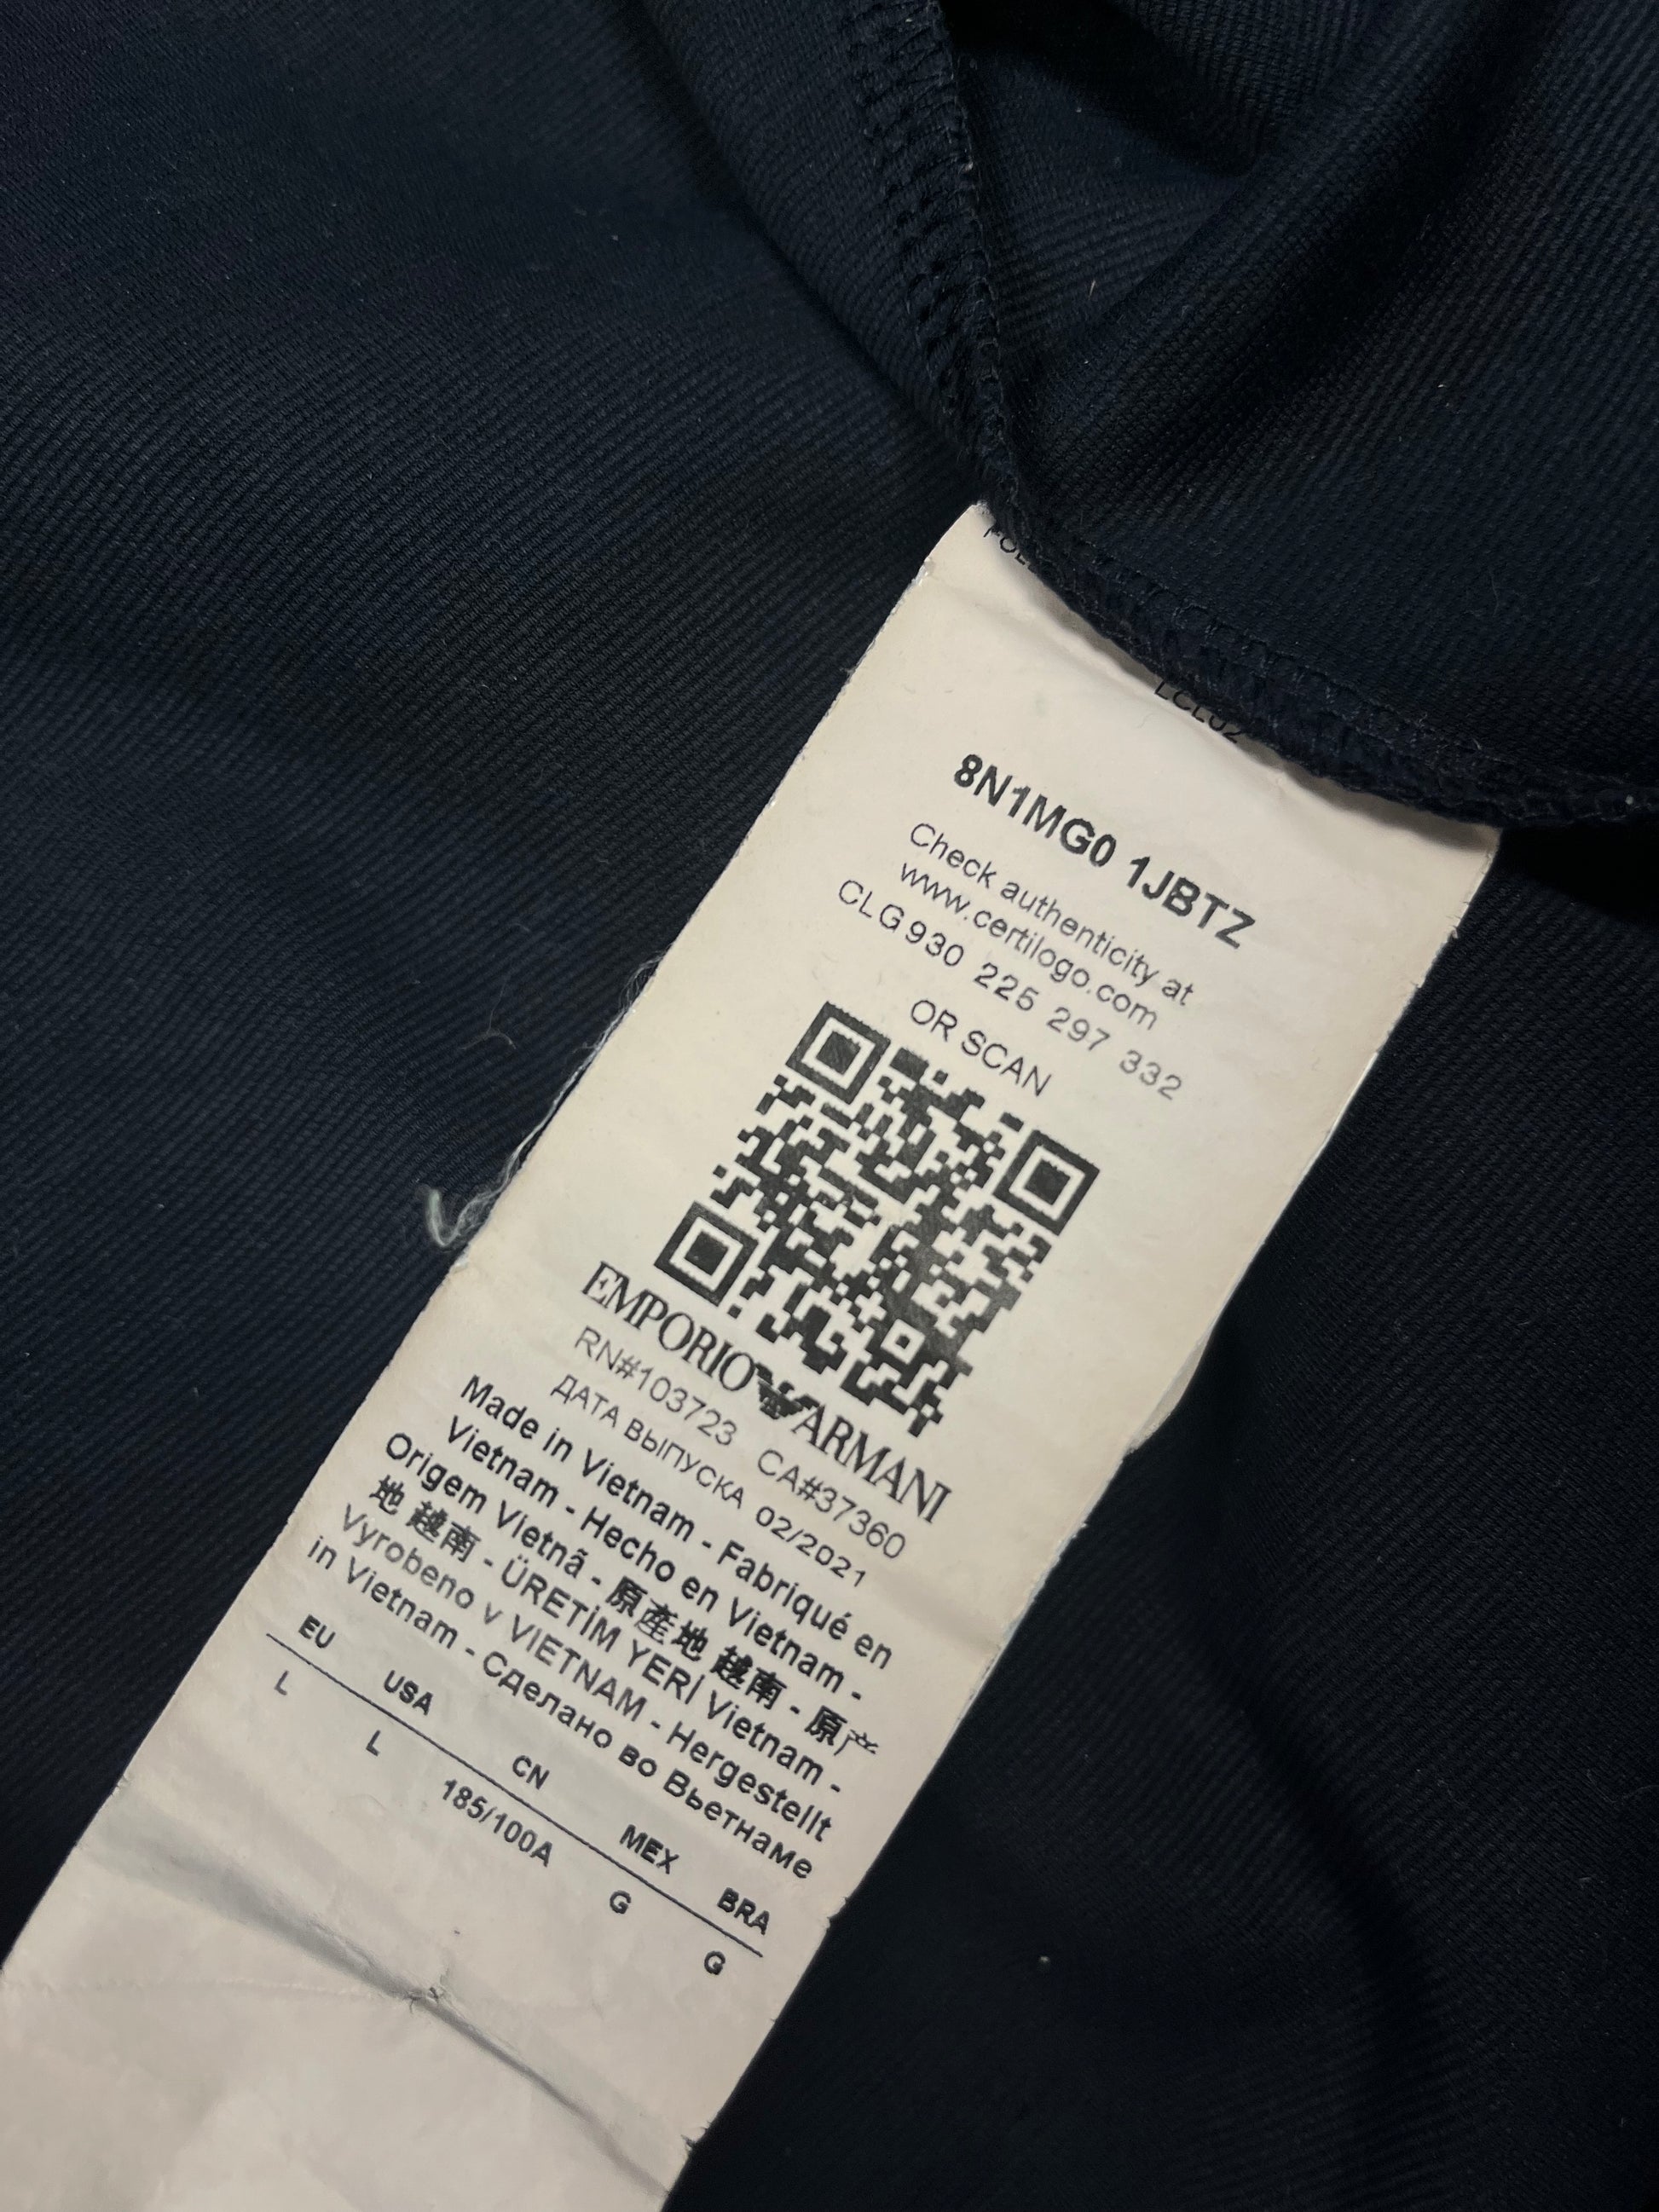 LCL02
8N1MG0 1JBTZ
Check authenticity at
www.certilogo.com
CLG930 225 297 332
OR SCAN
EMPORIO ARMANI
RN#103723 CA#37360
ДАТА ВЫПУСКА 02/2021
Made in Vietnam - Fabriqué en
Vietnam - Hecho en Vietnam -
Origem Vietnã - 原產地 越南 - 原产
地 越南 - ÜRETİM YERİ Vietnam -
Vyrobeno v VIETNAM - Hergestellt
in Vietnam - Сделано во Вьетнаме
EU USA CN MEX BRA
L L 185/100A G G